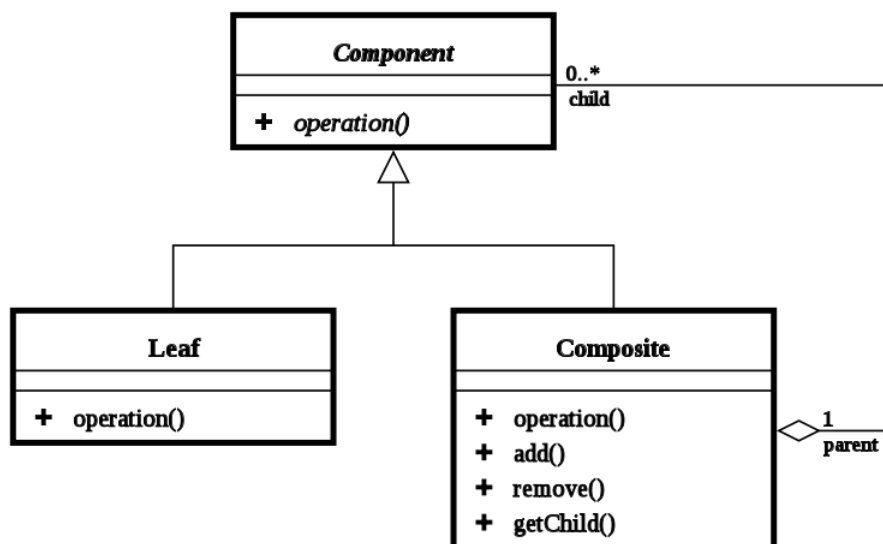 Component
0..*
child
+ operation()
Leaf
+ operation()
Composite
+ operation()
+ add()
+ remove()
+ getChild()
1
parent